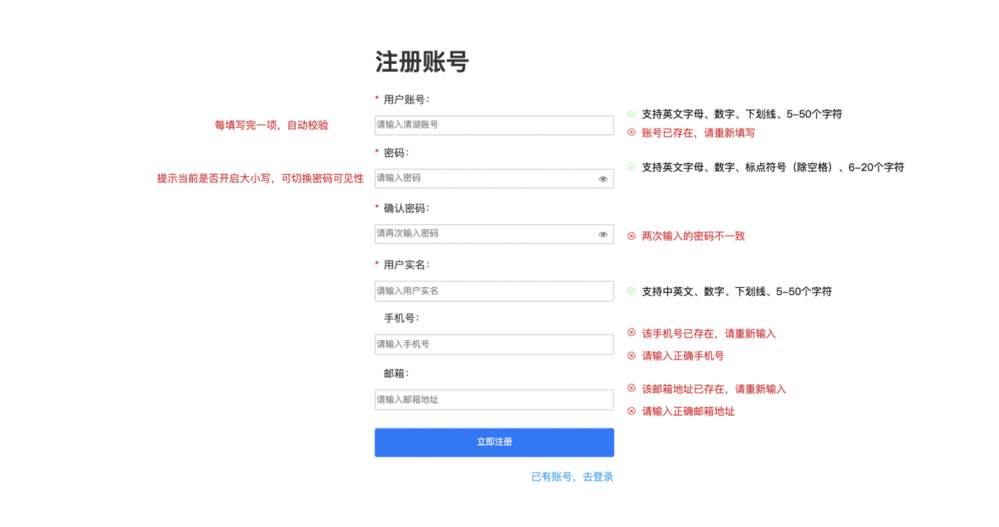 注册账号
* 用户账号：
每填写完一项，自动校验
请输入清湖账号
支持英文字母、数字、下划线、5-50个字符
账号已存在，请重新填写
* 密码：
提示当前是否开启大小写，可切换密码可见性
请输入密码
支持英文字母、数字、标点符号（除空格）、6-20个字符
* 确认密码：
请再次输入密码
两次输入的密码不一致
* 用户实名：
请输入用户实名
支持中英文、数字、下划线、5-50个字符
手机号：
请输入手机号
该手机号已存在，请重新输入
请输入正确手机号
邮箱：
请输入邮箱地址
该邮箱地址已存在，请重新输入
请输入正确邮箱地址
立即注册
已有账号，去登录